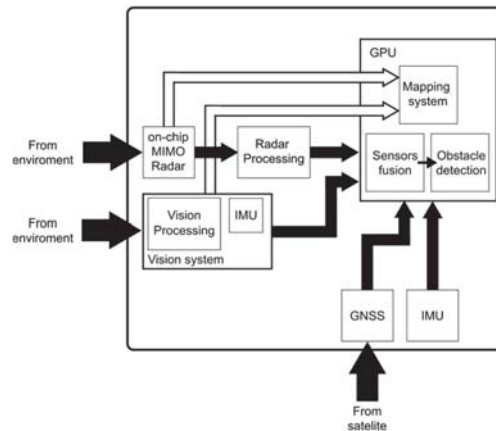 GPU
Mapping
system
From
enviroment
on-chip
MIMO
Radar
Radar
Processing
Sensors
fusion
Obstacle
detection
From
enviroment
Vision
Processing
IMU
Vision system
GNSS
IMU
From
satelite